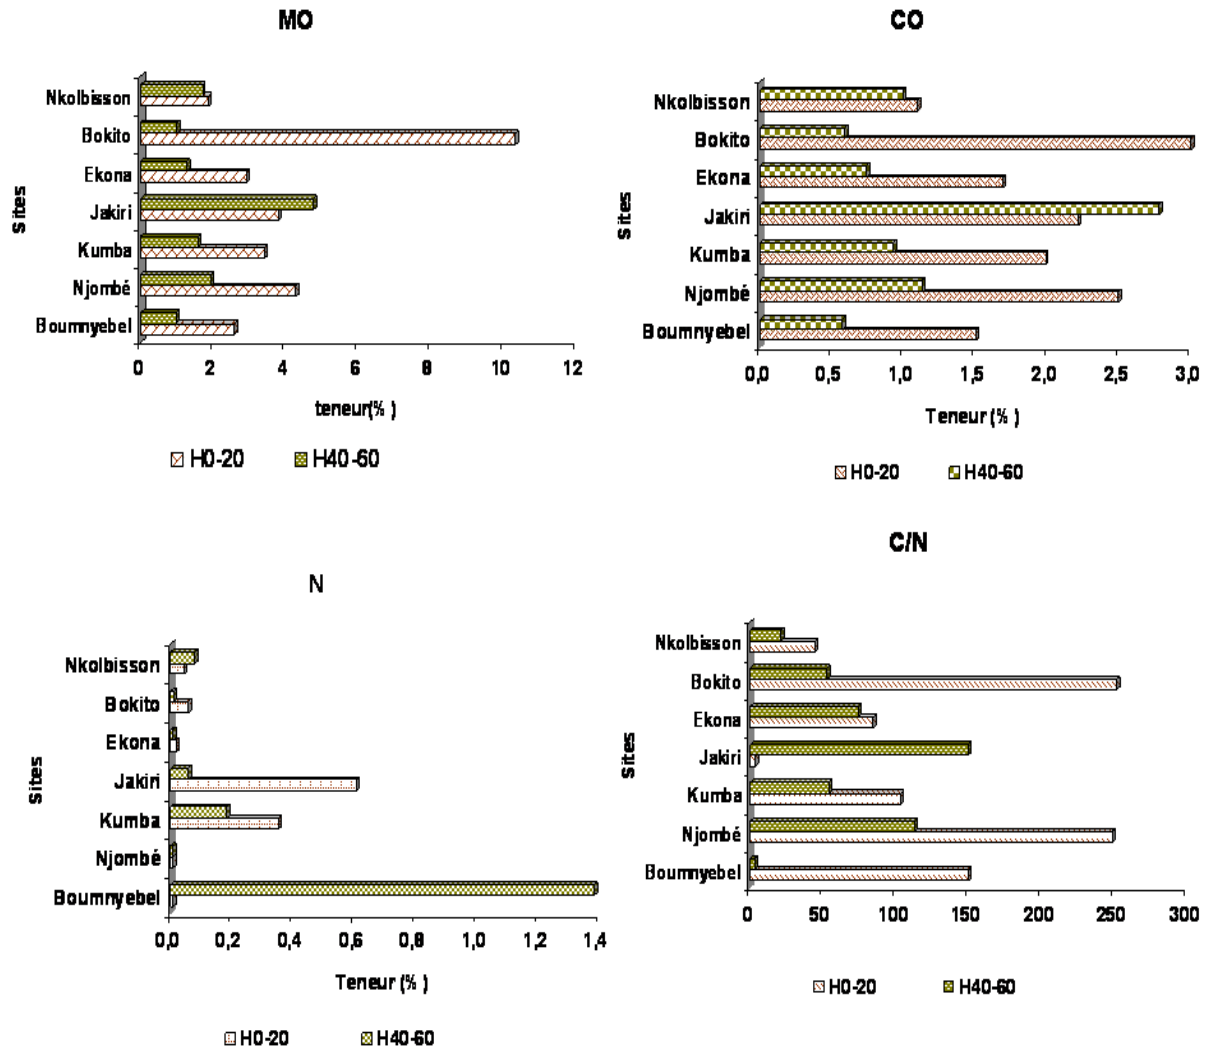 MO
Sites
Nkolbisson
Bokito
Ekona
Jakiri
Kumba
Njombé
Boumnyebel
0 2 4 6 8 10 12
teneur(% )
H0-20 H40-60
CO
Sites
Nkolbisson
Bokito
Ekona
Jakiri
Kumba
Njombé
Boumnyebel
0,0 0,5 1,0 1,5 2,0 2,5 3,0
Teneur (% )
H0-20 H40-60
N
Sites
Nkolbisson
Bokito
Ekona
Jakiri
Kumba
Njombé
Boumnyebel
0,0 0,2 0,4 0,6 0,8 1,0 1,2 1,4
Teneur (% )
H0-20 H40-60
C/N
Sites
Nkolbisson
Bokito
Ekona
Jakiri
Kumba
Njombé
Boumnyebel
0 50 100 150 200 250 300
H0-20 H40-60